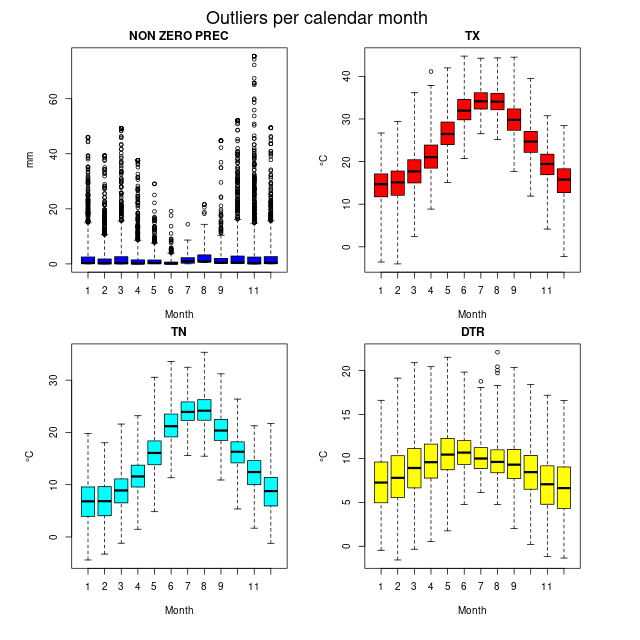 Outliers per calendar month
NON ZERO PREC
mm
0 20 40 60
1 2 3 4 5 6 7 8 9 11
Month
TX
°C
0 10 20 30 40
1 2 3 4 5 6 7 8 9 11
Month
TN
°C
0 10 20 30
1 2 3 4 5 6 7 8 9 11
Month
DTR
°C
0 5 10 15 20
1 2 3 4 5 6 7 8 9 11
Month